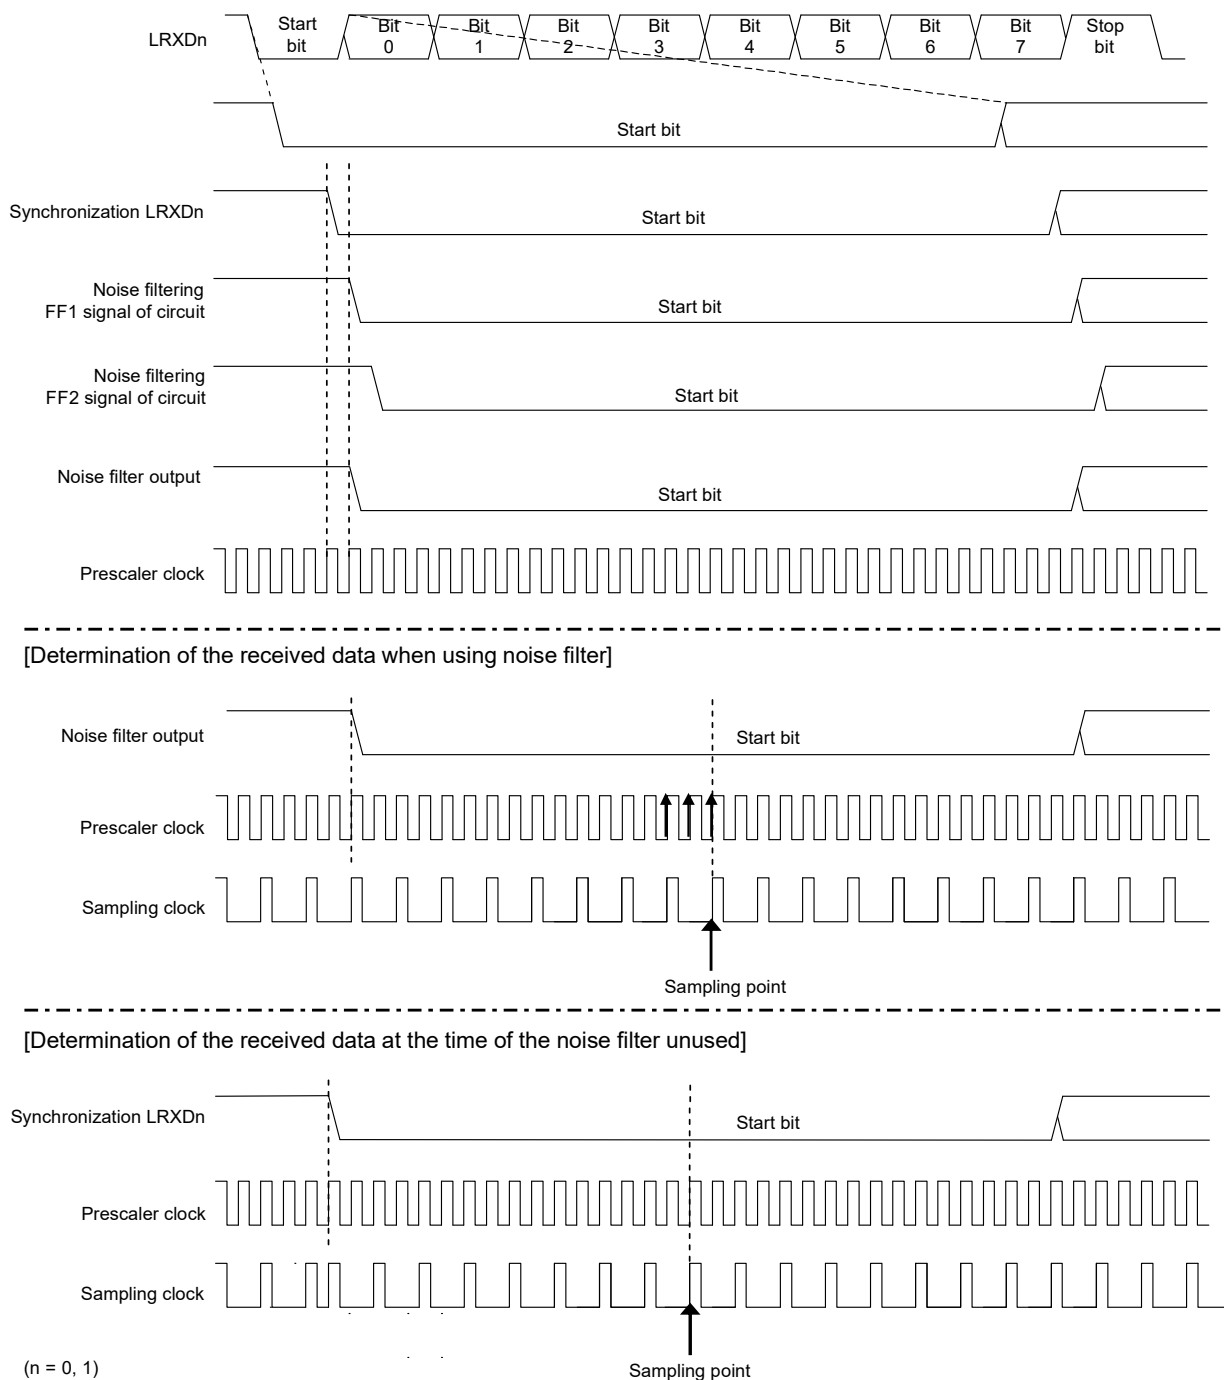 LRXDn
Start
bit
Bit
0
Bit
1
Bit
2
Bit
3
Bit
4
Bit
5
Bit
6
Bit
7
Stop
bit
Start bit
Synchronization LRXDn
Start bit
Noise filtering
FF1 signal of circuit
Start bit
Noise filtering
FF2 signal of circuit
Start bit
Noise filter output
Start bit
Prescaler clock
[Determination of the received data when using noise filter]
Noise filter output
Start bit
Prescaler clock
Sampling clock
Sampling point
[Determination of the received data at the time of the noise filter unused]
Synchronization LRXDn
Start bit
Prescaler clock
Sampling clock
Sampling point
(n = 0, 1)